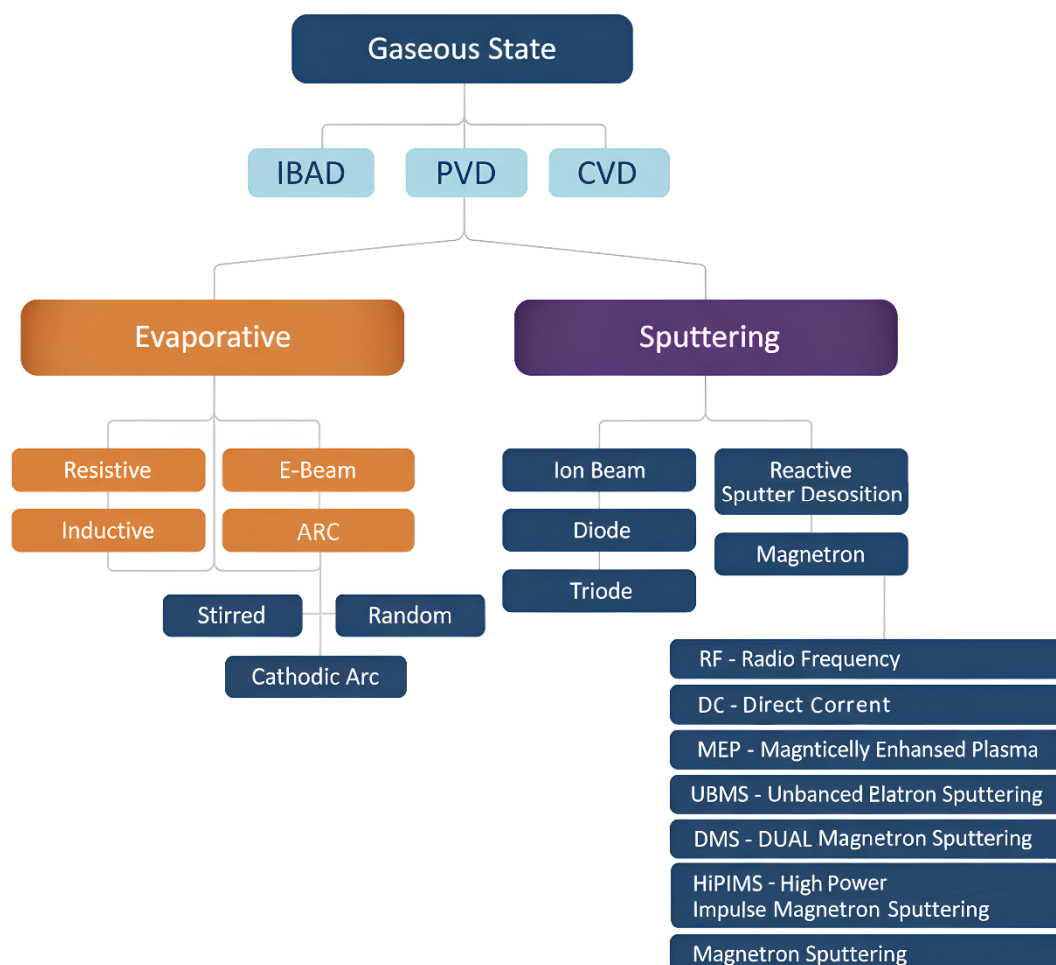 Gaseous State
IBAD
PVD
CVD
Evaporative
Sputtering
Resistive
E-Beam
Inductive
ARC
Stirred
Random
Cathodic Arc
Ion Beam
Reactive
Sputter Desosition
Diode
Magnetron
Triode
RF - Radio Frequency
DC - Direct Corrent
MEP - Magnticelly Enhansed Plasma
UBMS - Unbanced Elatron Sputtering
DMS - DUAL Magnetron Sputtering
HiPIMS - High Power
Impulse Magnetron Sputtering
Magnetron Sputtering